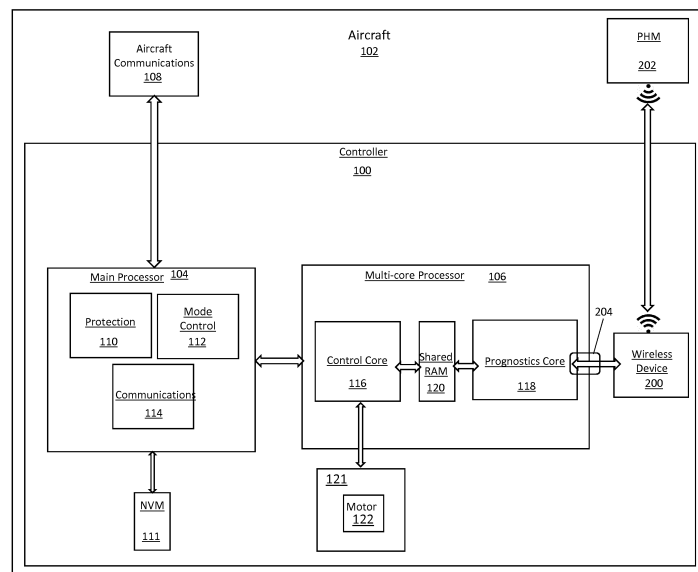 Aircraft
102
Aircraft
Communications
108
PHM
202
Controller
100
Main Processor 104
Protection
110
Mode
Control
112
Communications
114
NVM
111
Multi-core Processor 106
Control Core
116
Shared
RAM
120
Prognostics Core
118
204
Wireless
Device
200
121
Motor
122